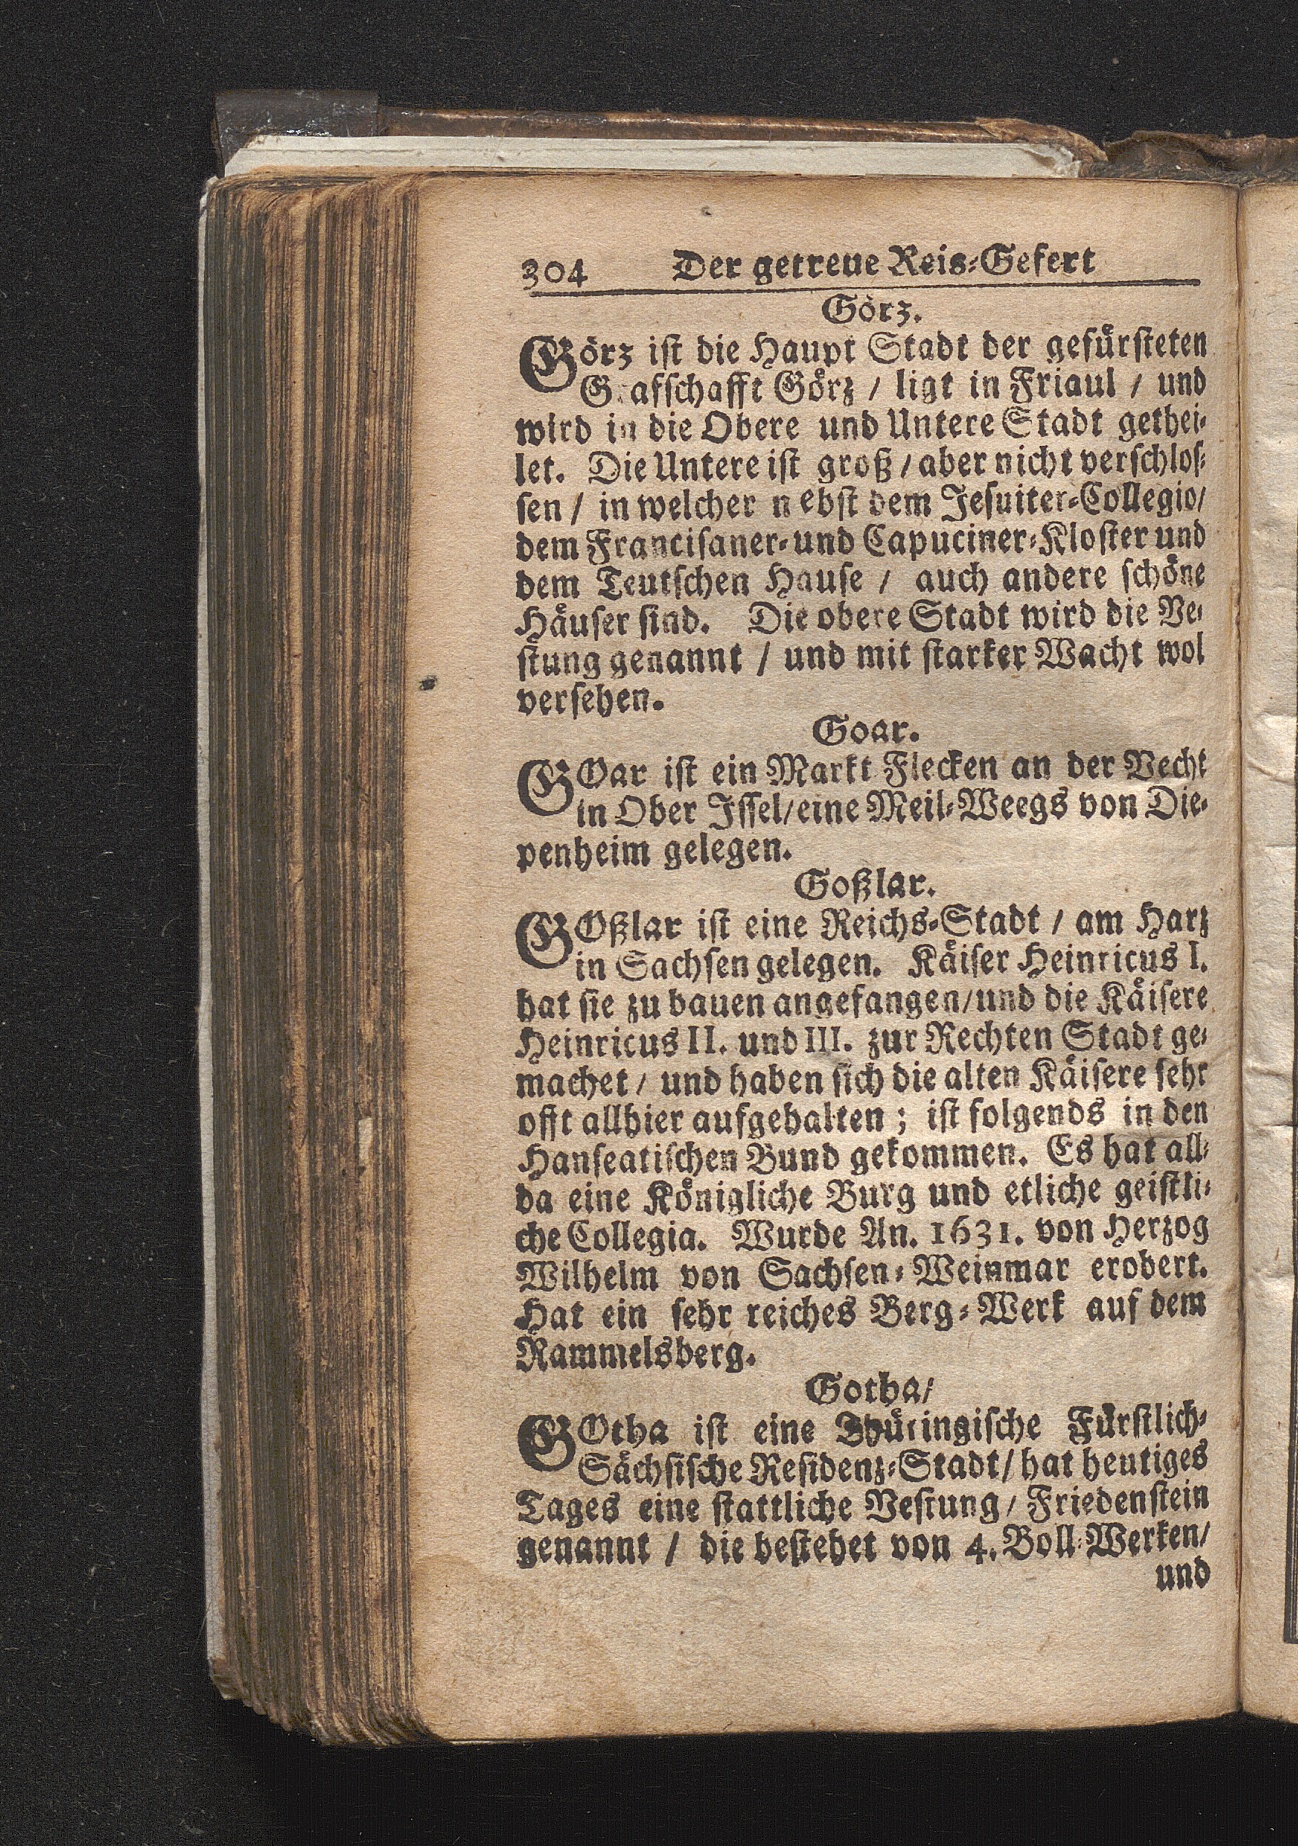 304 Der getreue Reis-Gefert
Görz.
Görz ist die Haupt Stadt der gefürsteten
Grafschafft Görz / ligt in Friaul / und
wird in die Obere und Untere Stadt gethei-
let. Die Untere ist groß / aber nicht verschlos-
sen / in welcher nebst dem Jesuiter-Collegio/
dem Francisaner-und Capuciner-Kloster und
dem Teutschen Hause / auch andere schöne
Häuser sind. Die obere Stadt wird die Ve-
stung genannt / und mit starker Wacht wol
versehen.
Goar.
GOar ist ein Markt Flecken an der Vecht
in Ober Jssel/eine Meil-Weegs von Die-
penheim gelegen.
Goßlar.
GOßlar ist eine Reichs-Stadt / am Harz
in Sachsen gelegen. Käiser Heinricus I.
hat sie zu bauen angefangen/und die Käisere
Heinricus II. und III. zur Rechten Stadt ge-
machet / und haben sich die alten Käisere sehr
offt allhier aufgehalten ; ist folgends in den
Hanseatischen Bund gekommen. Es hat all-
da eine Königliche Burg und etliche geistli-
che Collegia. Wurde An. 1631. von Herzog
Wilhelm von Sachsen-Weinmar erobert.
Hat ein sehr reiches Berg-Werk auf dem
Rammelsberg.
Gotha/
GOtha ist eine Thüringische Fürstlich-
Sächsische Residenz-Stadt/ hat heutiges
Tages eine stattliche Vestung / Friedenstein
genannt / die bestehet von 4. Boll-Werken/
und